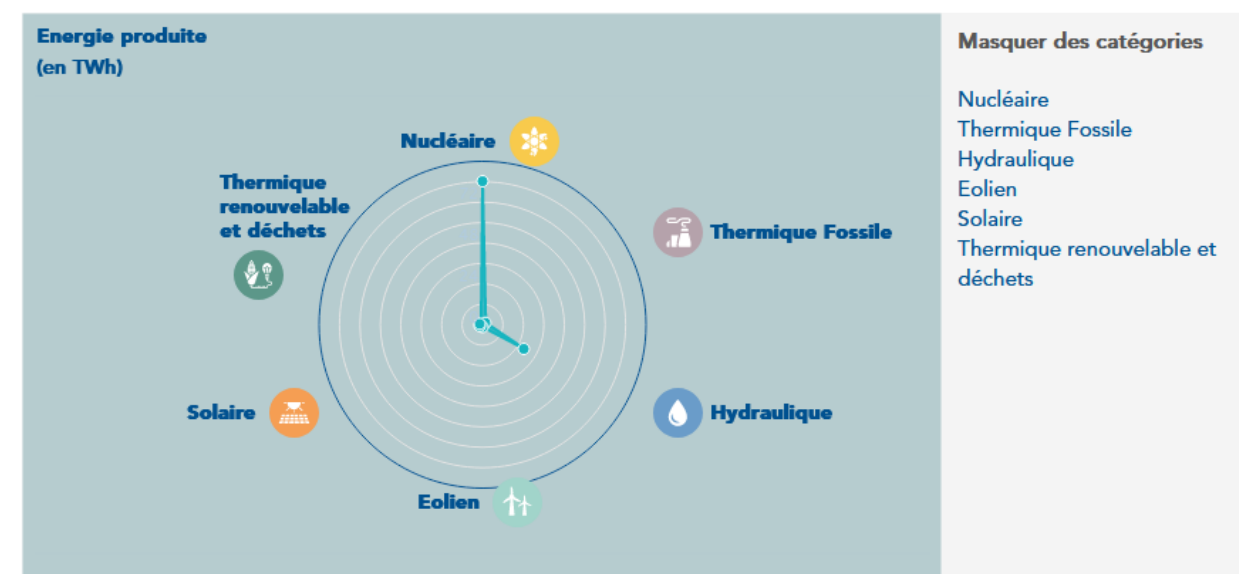 Energie produite
(en TWh)
Nucléaire
Thermique
renouvelable
et déchets
Thermique Fossile
Solaire
Hydraulique
Eolien
Masquer des catégories
Nucléaire
Thermique Fossile
Hydraulique
Eolien
Solaire
Thermique renouvelable et
déchets